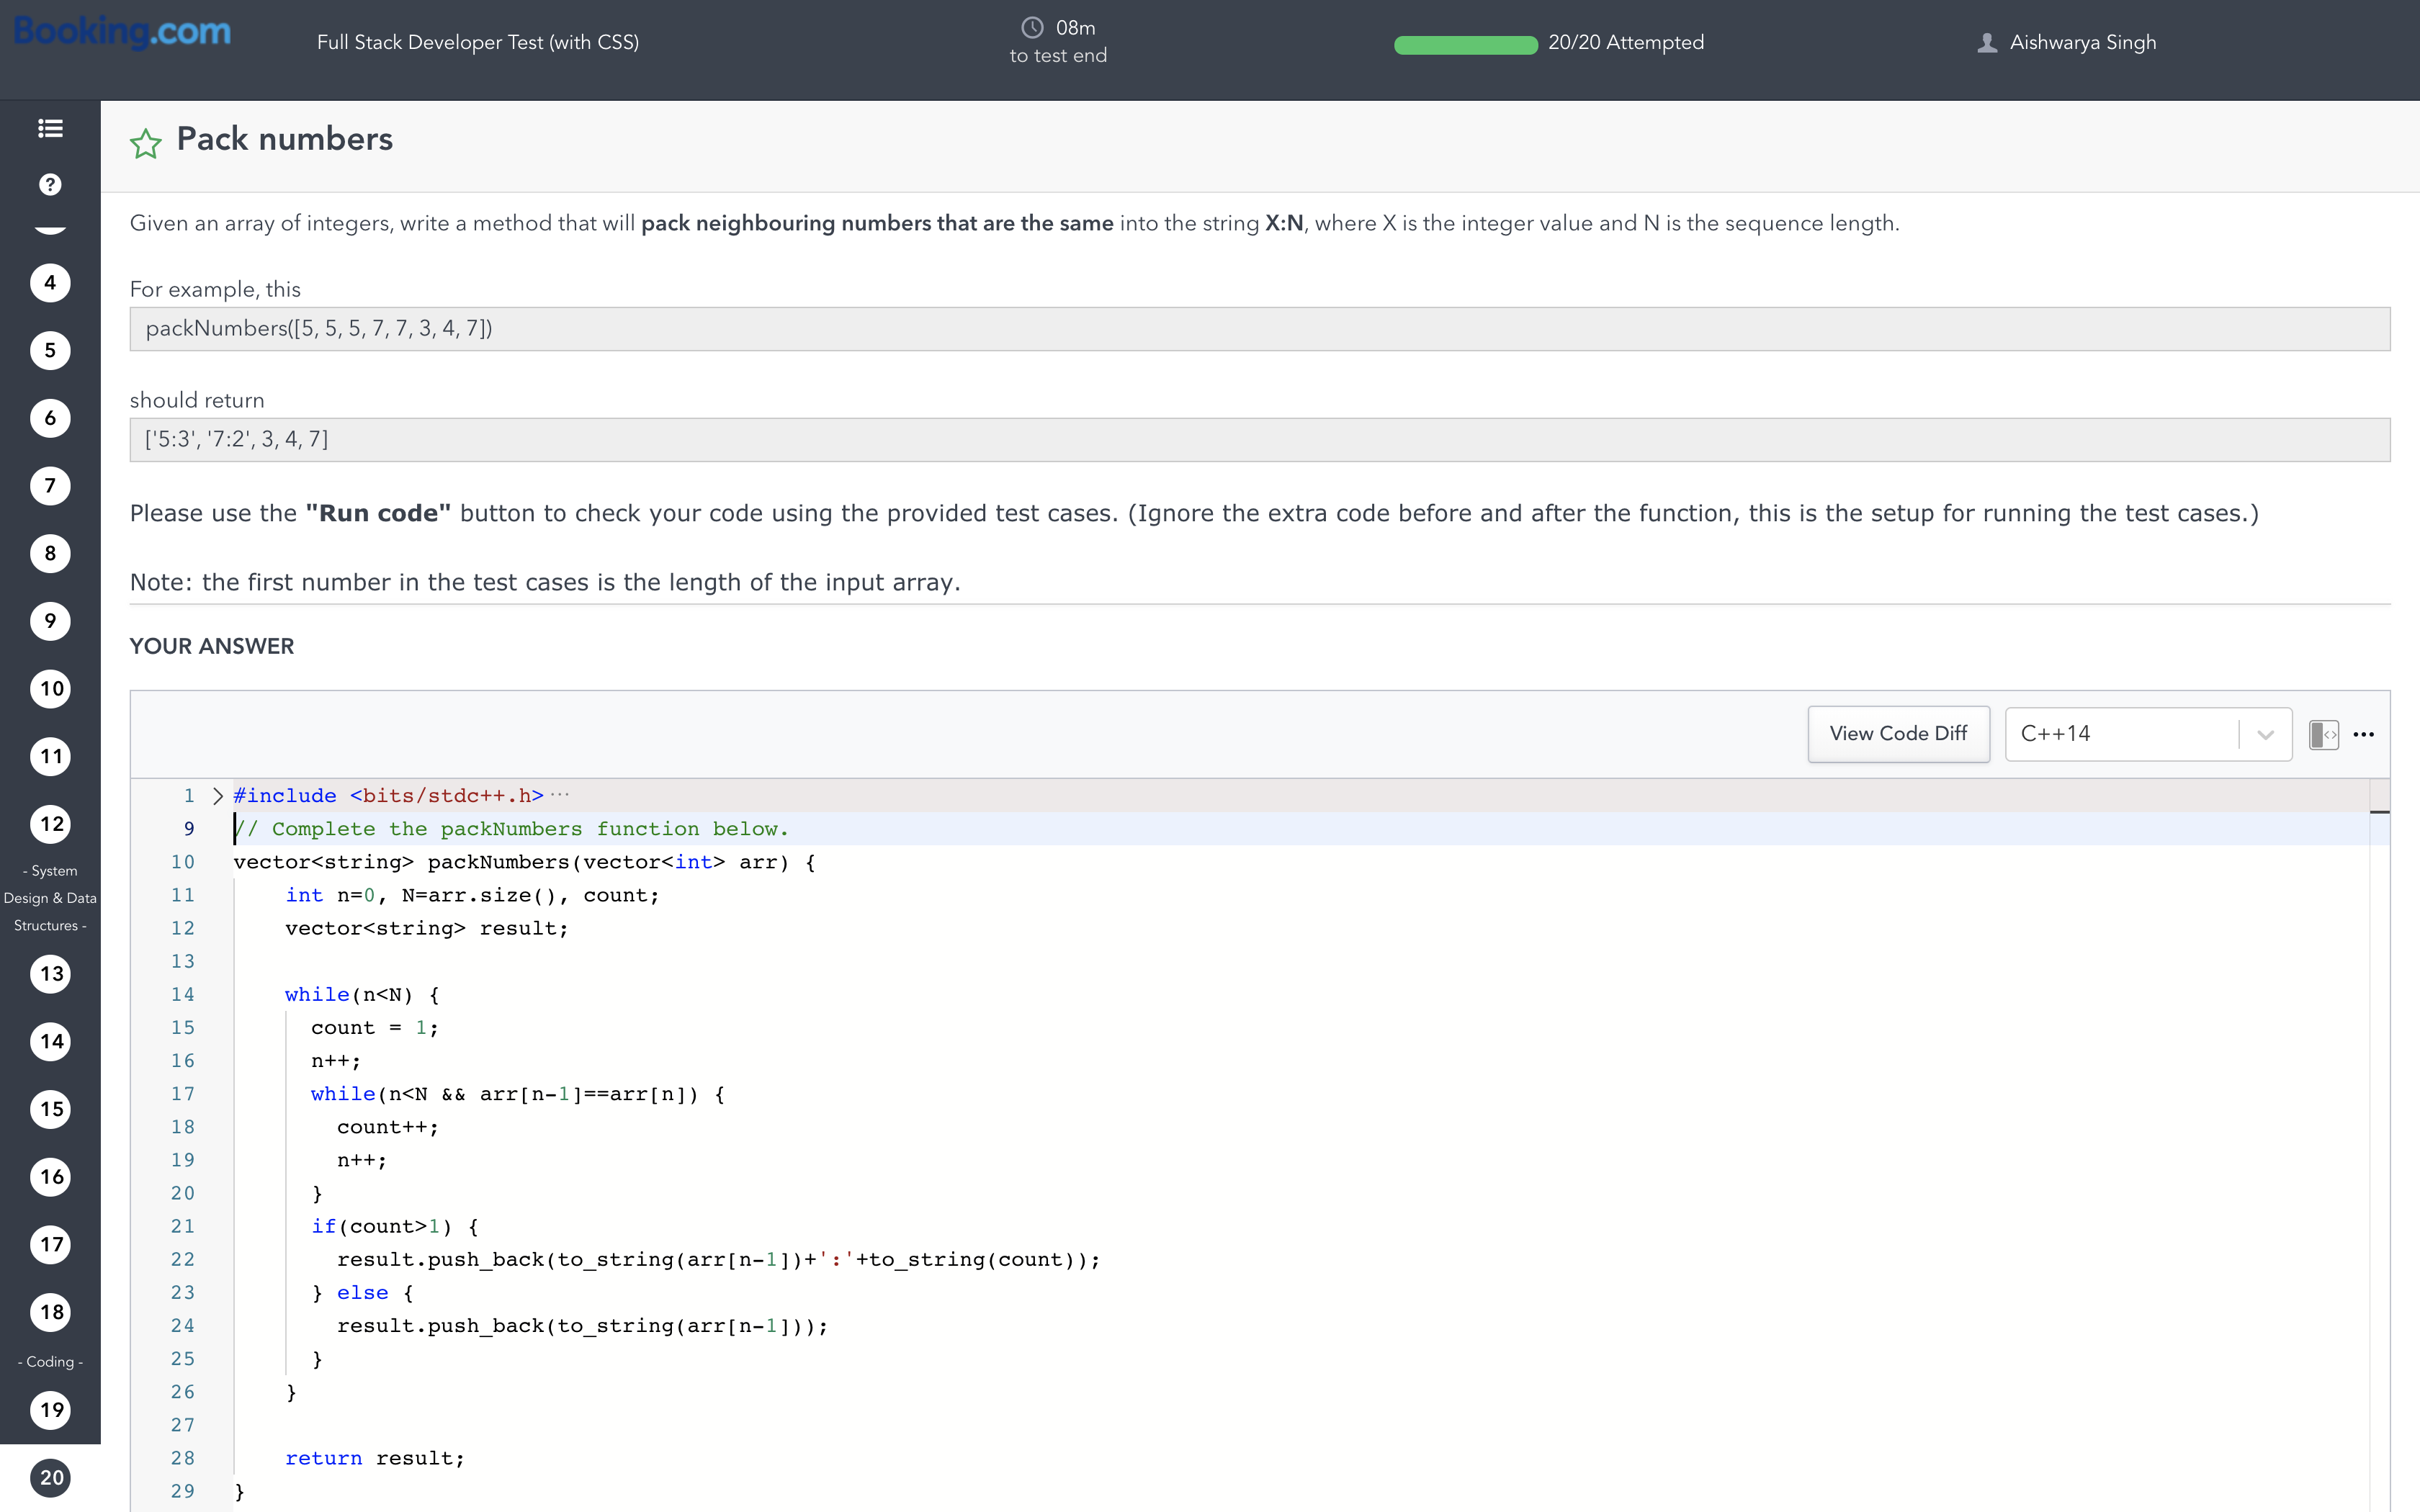 Booking.com
Full Stack Developer Test (with CSS)
08m
to test end
20/20 Attempted
Aishwarya Singh
Pack numbers
Given an array of integers, write a method that will pack neighbouring numbers that are the same into the string X:N, where X is the integer value and N is the sequence length.
For example, this
packNumbers([5, 5, 5, 7, 7, 3, 4, 7])
should return
['5:3', '7:2', 3, 4, 7]
Please use the "Run code" button to check your code using the provided test cases. (Ignore the extra code before and after the function, this is the setup for running the test cases.)
Note: the first number in the test cases is the length of the input array.
YOUR ANSWER
View Code Diff
C++14
1 #include <bits/stdc++.h> ···
9 // Complete the packNumbers function below.
10 vector<string> packNumbers(vector<int> arr) {
11 int n=0, N=arr.size(), count;
12 vector<string> result;
13
14 while(n<N) {
15 count = 1;
16 n++;
17 while(n<N && arr[n-1]==arr[n]) {
18 count++;
19 n++;
20 }
21 if(count>1) {
22 result.push_back(to_string(arr[n-1])+':'+to_string(count));
23 } else {
24 result.push_back(to_string(arr[n-1]));
25 }
26 }
27
28 return result;
29 }
?
4
5
6
7
8
9
10
11
12
- System
Design & Data
Structures -
13
14
15
16
17
18
- Coding -
19
20